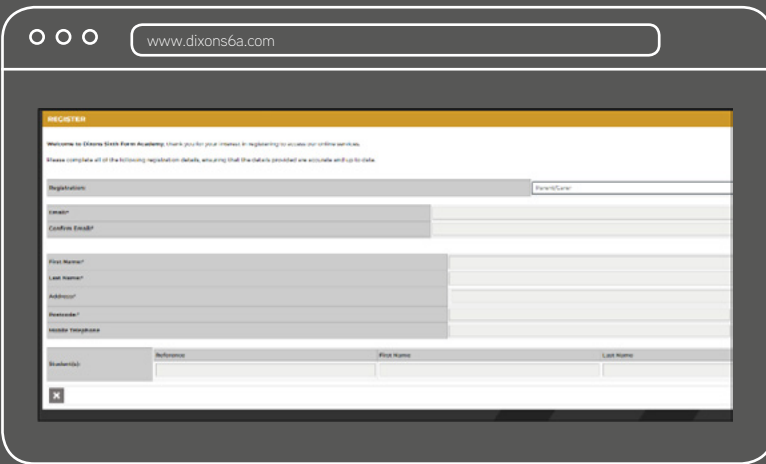 www.dixons6a.com
REGISTER
Welcome to Dixons Sixth Form Academy, thank you for your interest in registering to access our online services.
Please complete all of the following registration details, ensuring that the details provided are accurate and up to date.
Registration: Parent/Carer
Email:*
Confirm Email:*
First Name:*
Last Name:*
Address:*
Postcode:*
Mobile Telephone
Reference First Name Last Name
Student(s):